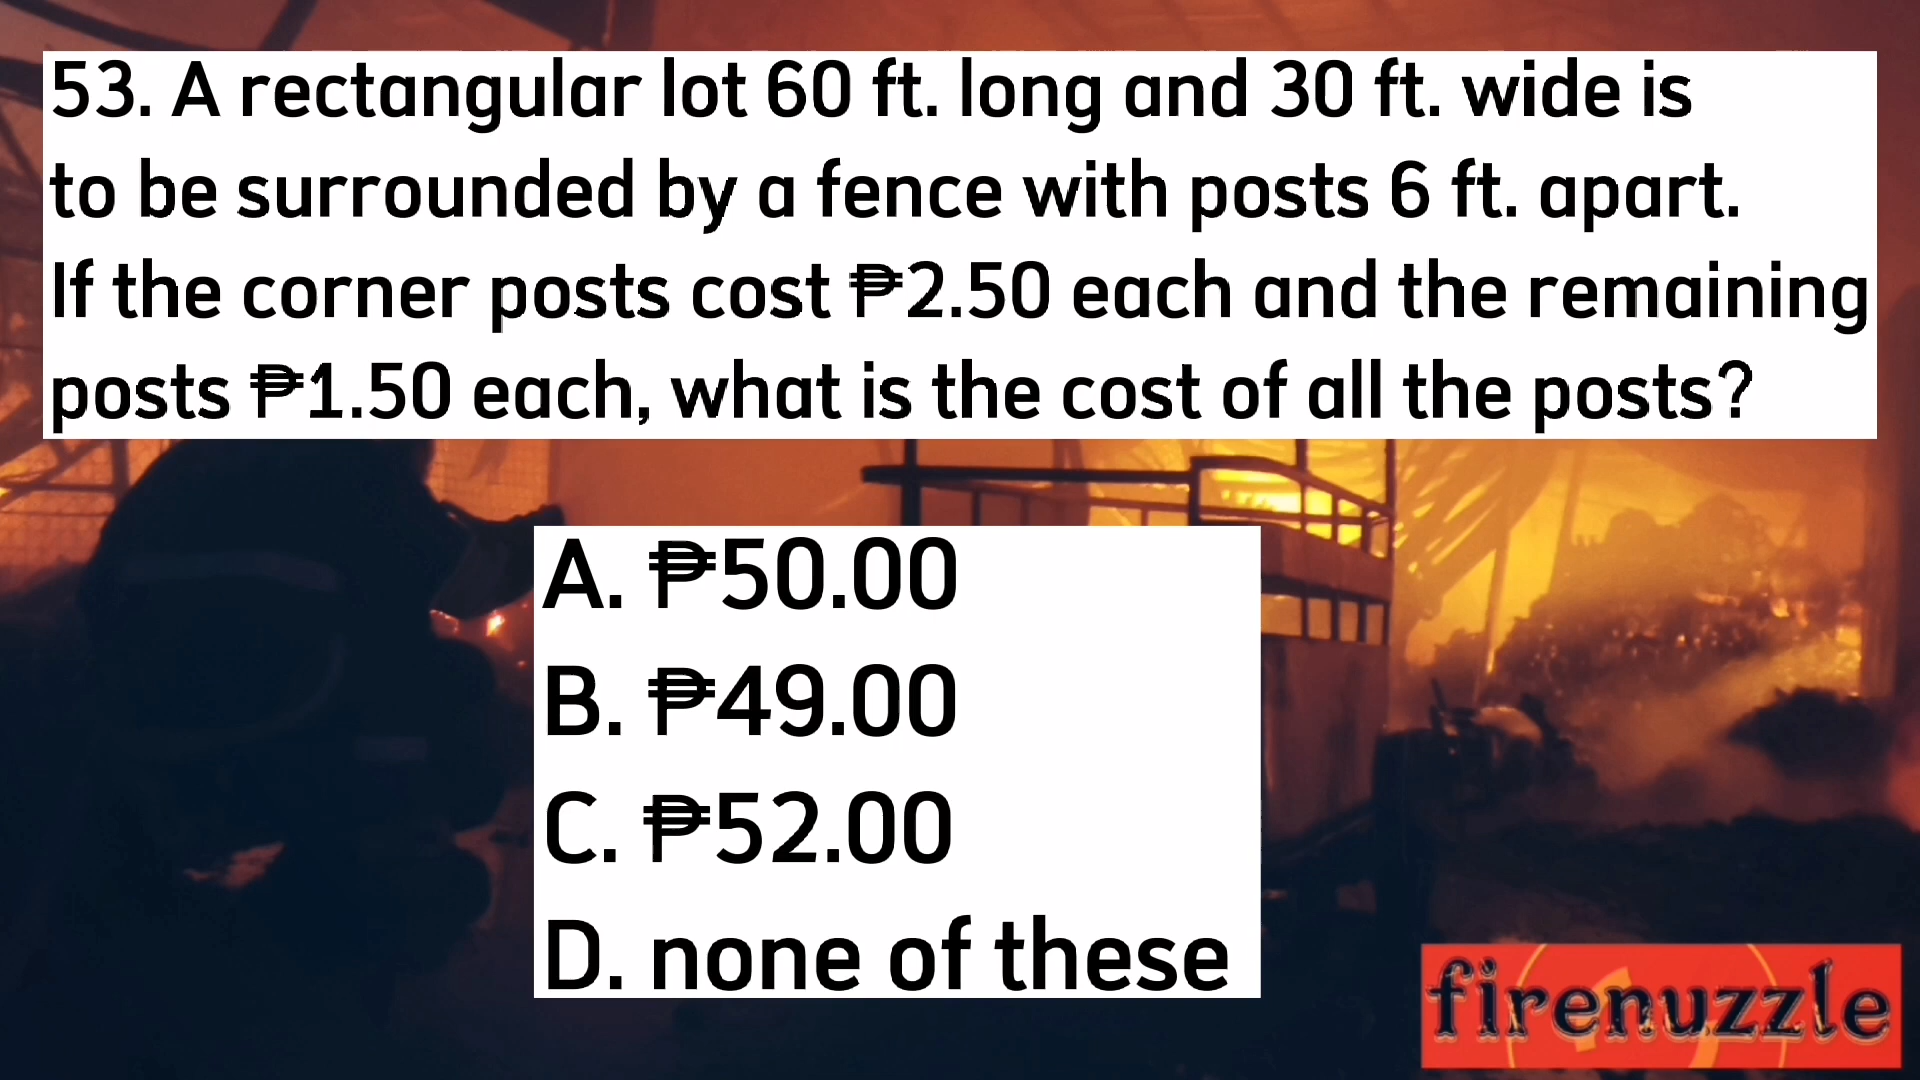 53. A rectangular lot 60 ft. long and 30 ft. wide is
to be surrounded by a fence with posts 6 ft. apart.
If the corner posts cost ₱2.50 each and the remaining
posts ₱1.50 each, what is the cost of all the posts?
A. ₱50.00
B. ₱49.00
C. ₱52.00
D. none of these
firenuzzle